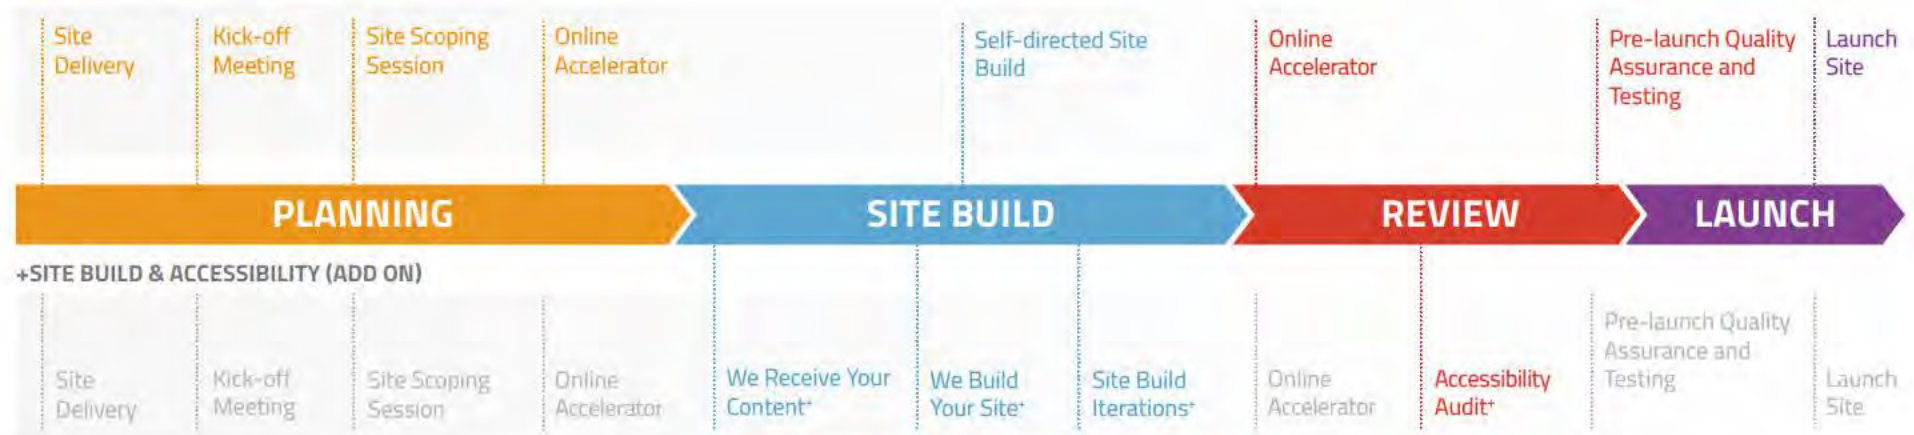 Site
Delivery
Kick-off
Meeting
Site Scoping
Session
Online
Accelerator
Self-directed Site
Build
Online
Accelerator
Pre-launch Quality
Assurance and
Testing
Launch
Site
PLANNING
SITE BUILD
REVIEW
LAUNCH
+SITE BUILD & ACCESSIBILITY (ADD ON)
Site
Delivery
Kick-off
Meeting
Site Scoping
Session
Online
Accelerator
We Receive Your
Content+
We Build
Your Site+
Site Build
Iterations+
Online
Accelerator
Accessibility
Audit+
Pre-launch Quality
Assurance and
Testing
Launch
Site